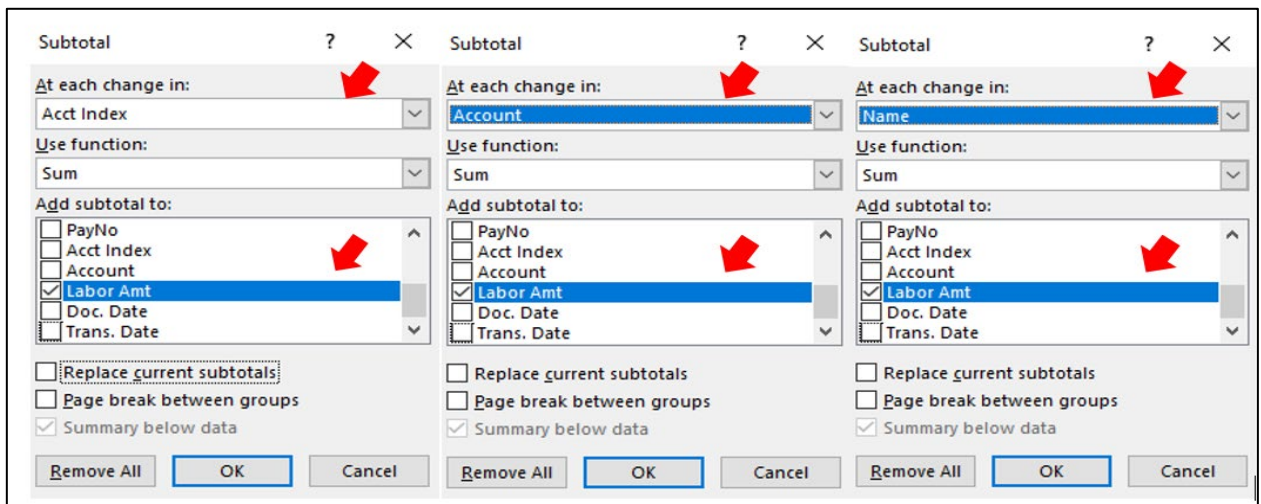 Subtotal ? ×
At each change in:
Acct Index
Use function:
Sum
Add subtotal to:
PayNo
Acct Index
Account
Labor Amt
Doc. Date
Trans. Date
Replace current subtotals
Page break between groups
Summary below data
Remove All OK Cancel
Subtotal ? ×
At each change in:
Account
Use function:
Sum
Add subtotal to:
PayNo
Acct Index
Account
Labor Amt
Doc. Date
Trans. Date
Replace current subtotals
Page break between groups
Summary below data
Remove All OK Cancel
Subtotal ? ×
At each change in:
Name
Use function:
Sum
Add subtotal to:
PayNo
Acct Index
Account
Labor Amt
Doc. Date
Trans. Date
Replace current subtotals
Page break between groups
Summary below data
Remove All OK Cancel